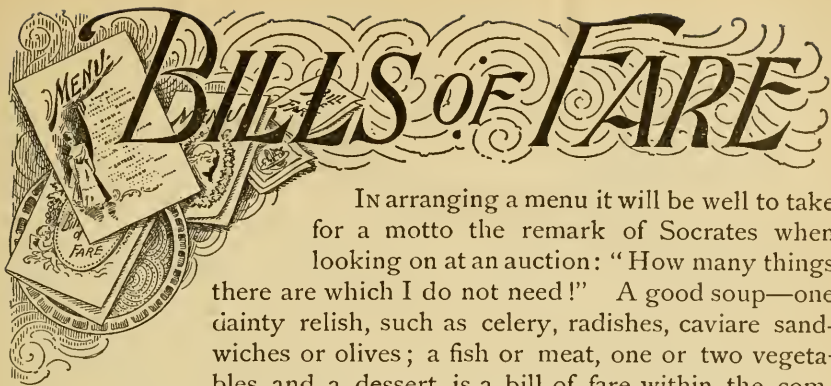 BILLS OF FARE
MENU
MENU
FARE
IN arranging a menu it will be well to take
for a motto the remark of Socrates when
looking on at an auction: “ How many things
there are which I do not need!” A good soup—one
dainty relish, such as celery, radishes, caviare sand-
wiches or olives; a fish or meat, one or two vegeta-
bles and a dessert is a bill of fare within the com-